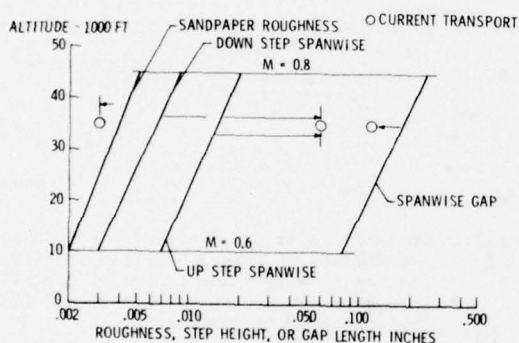 ALTITUDE - 1000 FT
SANDPAPER ROUGHNESS
CURRENT TRANSPORT
DOWN STEP SPANWISE
50
M = 0.8
40
30
20
SPANWISE GAP
10
M = 0.6
UP STEP SPANWISE
0
.002 .010 .050 .100 .500
ROUGHNESS, STEP HEIGHT, OR GAP LENGTH INCHES